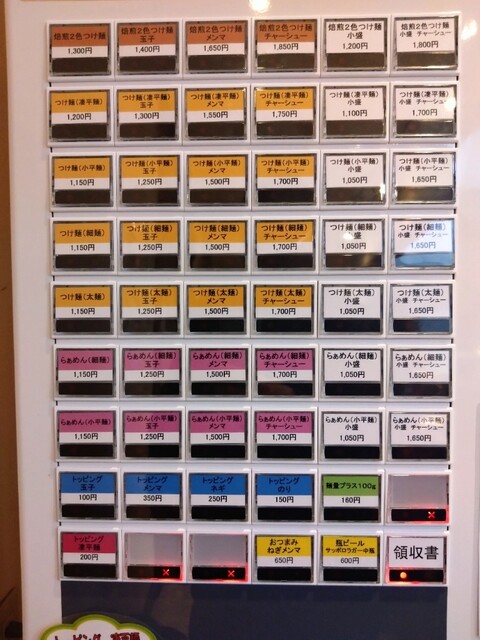 焙煎2色つけ麺
1,300円
焙煎2色つけ麺
玉子
1,400円
焙煎2色つけ麺
メンマ
1,650円
焙煎2色つけ麺
チャーシュー
1,850円
焙煎2色つけ麺
小盛
1,200円
焙煎2色つけ麺
小盛 チャーシュー
1,800円
つけ麺(凄平麺)
1,200円
つけ麺(凄平麺)
玉子
1,300円
つけ麺(凄平麺)
メンマ
1,550円
つけ麺(凄平麺)
チャーシュー
1,750円
つけ麺(凄平麺)
小盛
1,100円
つけ麺(凄平麺)
小盛 チャーシュー
1,700円
つけ麺(小平麺)
1,150円
つけ麺(小平麺)
玉子
1,250円
つけ麺(小平麺)
メンマ
1,500円
つけ麺(小平麺)
チャーシュー
1,700円
つけ麺(小平麺)
小盛
1,050円
つけ麺(小平麺)
小盛 チャーシュー
1,650円
つけ麺(細麺)
1,150円
つけ麺(細麺)
玉子
1,250円
つけ麺(細麺)
メンマ
1,500円
つけ麺(細麺)
チャーシュー
1,700円
つけ麺(細麺)
小盛
1,050円
つけ麺(細麺)
小盛 チャーシュー
1,650円
つけ麺(太麺)
1,150円
つけ麺(太麺)
玉子
1,250円
つけ麺(太麺)
メンマ
1,500円
つけ麺(太麺)
チャーシュー
1,700円
つけ麺(太麺)
小盛
1,050円
つけ麺(太麺)
小盛 チャーシュー
1,650円
らぁめん(細麺)
1,150円
らぁめん(細麺)
玉子
1,250円
らぁめん(細麺)
メンマ
1,500円
らぁめん(細麺)
チャーシュー
1,700円
らぁめん(細麺)
小盛
1,050円
らぁめん(細麺)
小盛 チャーシュー
1,650円
らぁめん(小平麺)
1,150円
らぁめん(小平麺)
玉子
1,250円
らぁめん(小平麺)
メンマ
1,500円
らぁめん(小平麺)
チャーシュー
1,700円
らぁめん(小平麺)
小盛
1,050円
らぁめん(小平麺)
小盛 チャーシュー
1,650円
トッピング
玉子
100円
トッピング
メンマ
350円
トッピング
ネギ
250円
トッピング
のり
150円
麺量プラス100g
160円
トッピング
凄平麺
200円
おつまみ
ねぎメンマ
650円
瓶ビール
サッポロラガー中瓶
600円
領収書